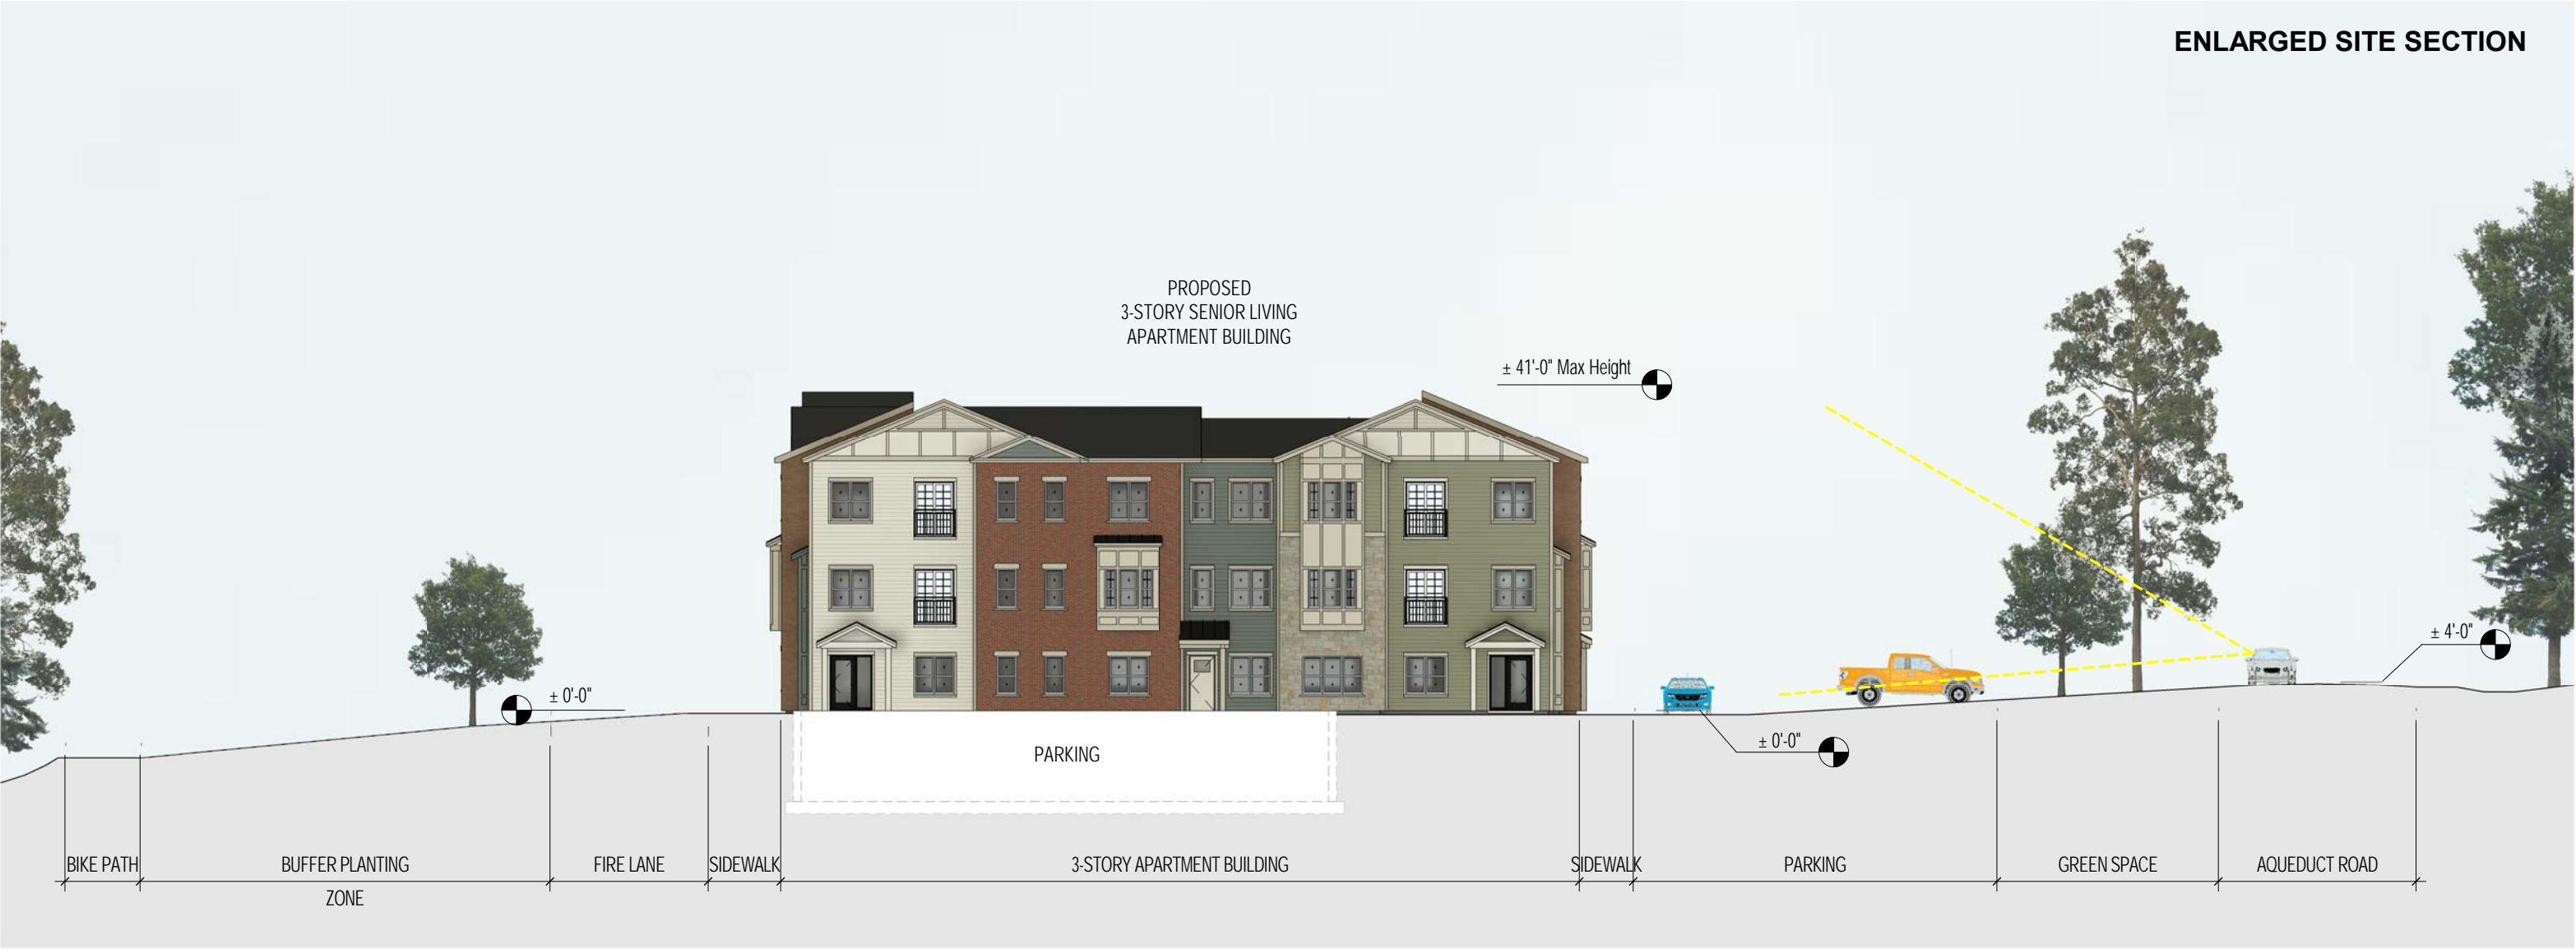 ENLARGED SITE SECTION
PROPOSED
3-STORY SENIOR LIVING
APARTMENT BUILDING
± 41'-0" Max Height
± 4'-0"
± 0'-0"
± 0'-0"
PARKING
BIKE PATH
BUFFER PLANTING
ZONE
FIRE LANE
SIDEWALK
3-STORY APARTMENT BUILDING
SIDEWALK
PARKING
GREEN SPACE
AQUEDUCT ROAD